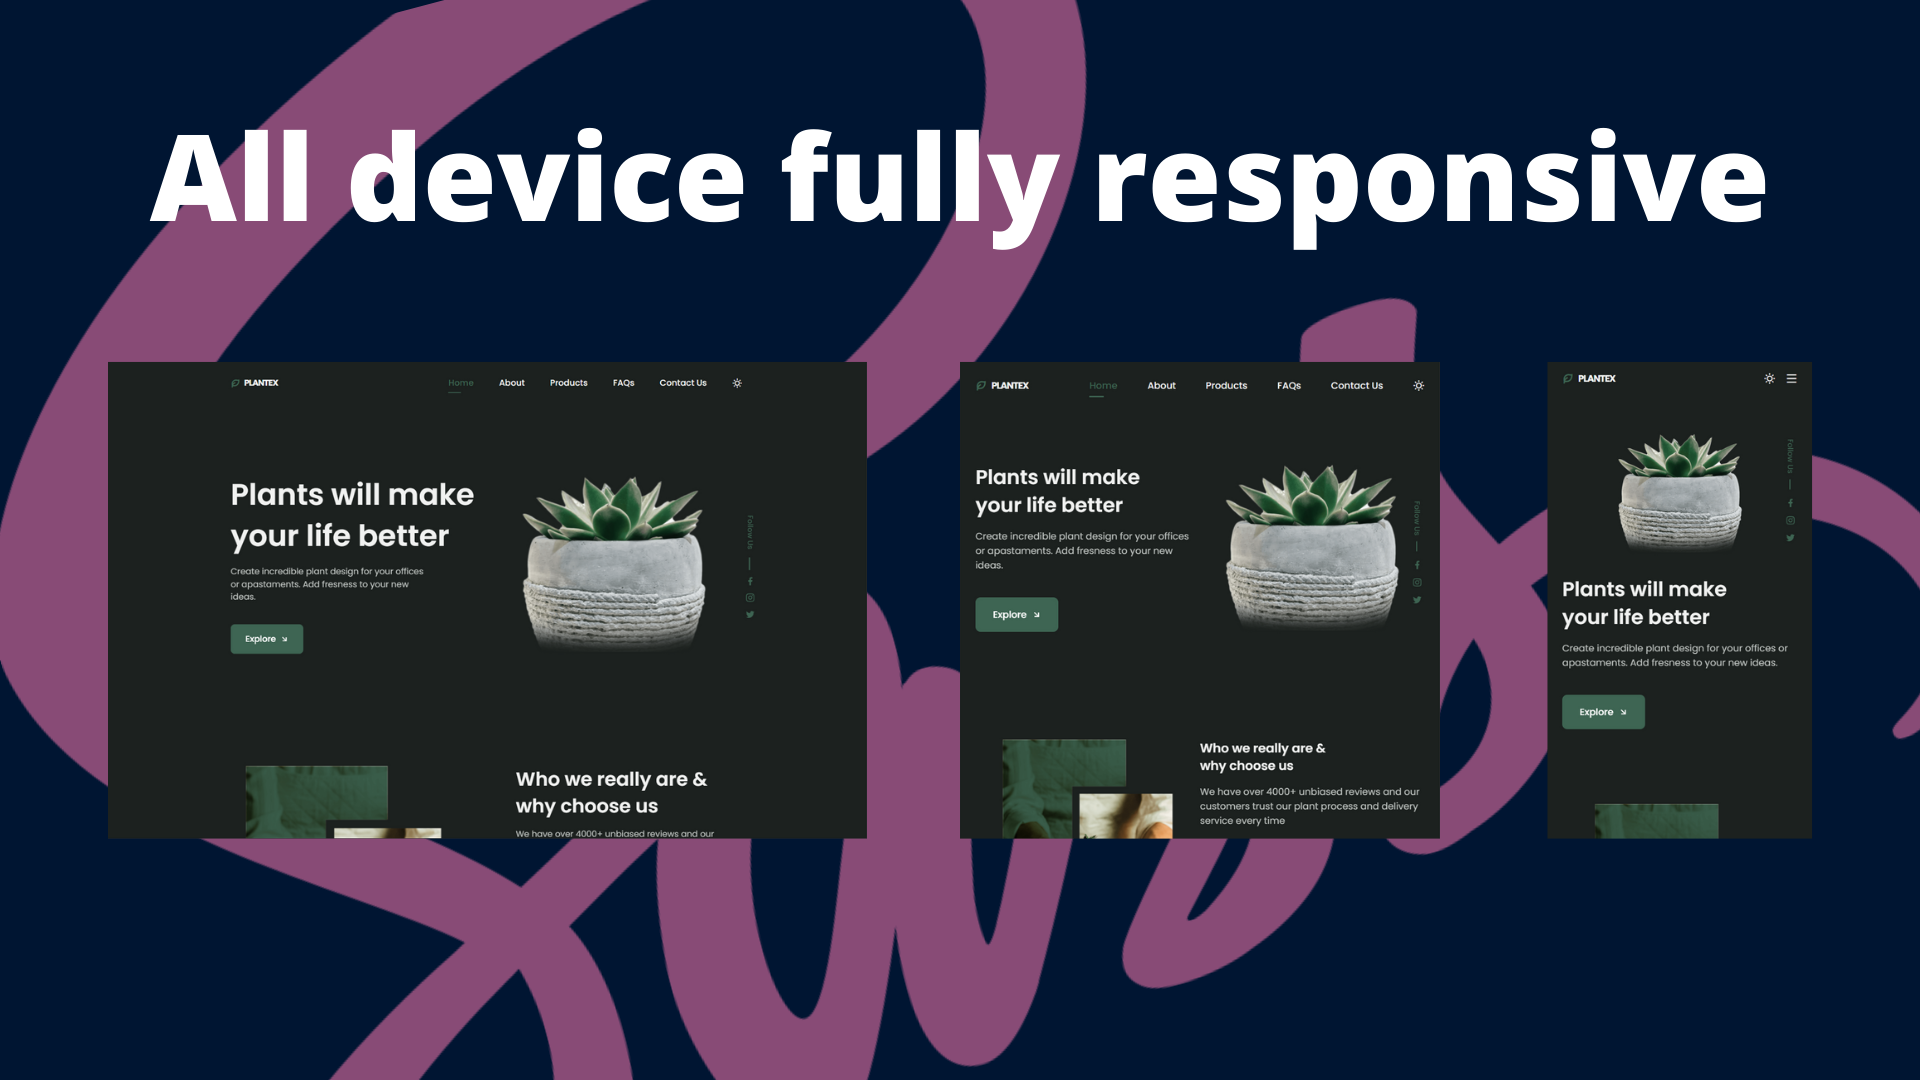 All device fully responsive
PLANTEX
Home About Products FAQs Contact Us
Plants will make
your life better
Create incredible plant design for your offices
or apastaments. Add fresness to your new
ideas.
Explore
Follow Us
Who we really are &
why choose us
We have over 4000+ unbiased reviews and our
PLANTEX
Home About Products FAQs Contact Us
Plants will make
your life better
Create incredible plant design for your offices
or apastaments. Add fresness to your new
ideas.
Explore
Follow Us
Who we really are &
why choose us
We have over 4000+ unbiased reviews and our
customers trust our plant process and delivery
service every time
PLANTEX
Follow Us
Plants will make
your life better
Create incredible plant design for your offices or
apastaments. Add fresness to your new ideas.
Explore